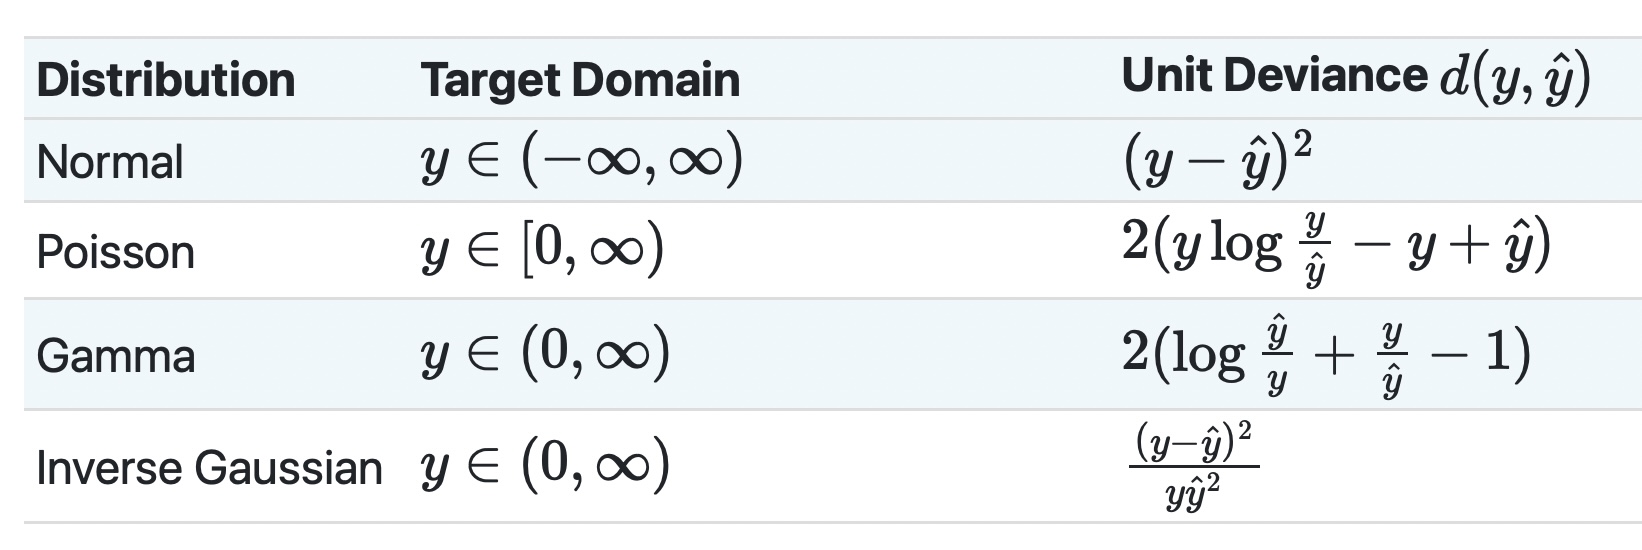 Distribution Target Domain Unit Deviance $d(y, \hat{y})$
Normal $y \in (-\infty, \infty)$ $(y - \hat{y})^2$
Poisson $y \in [0, \infty)$ $2(y \log \frac{y}{\hat{y}} - y + \hat{y})$
Gamma $y \in (0, \infty)$ $2(\log \frac{\hat{y}}{y} + \frac{y}{\hat{y}} - 1)$
Inverse Gaussian $y \in (0, \infty)$ $\frac{(y - \hat{y})^2}{y\hat{y}^2}$